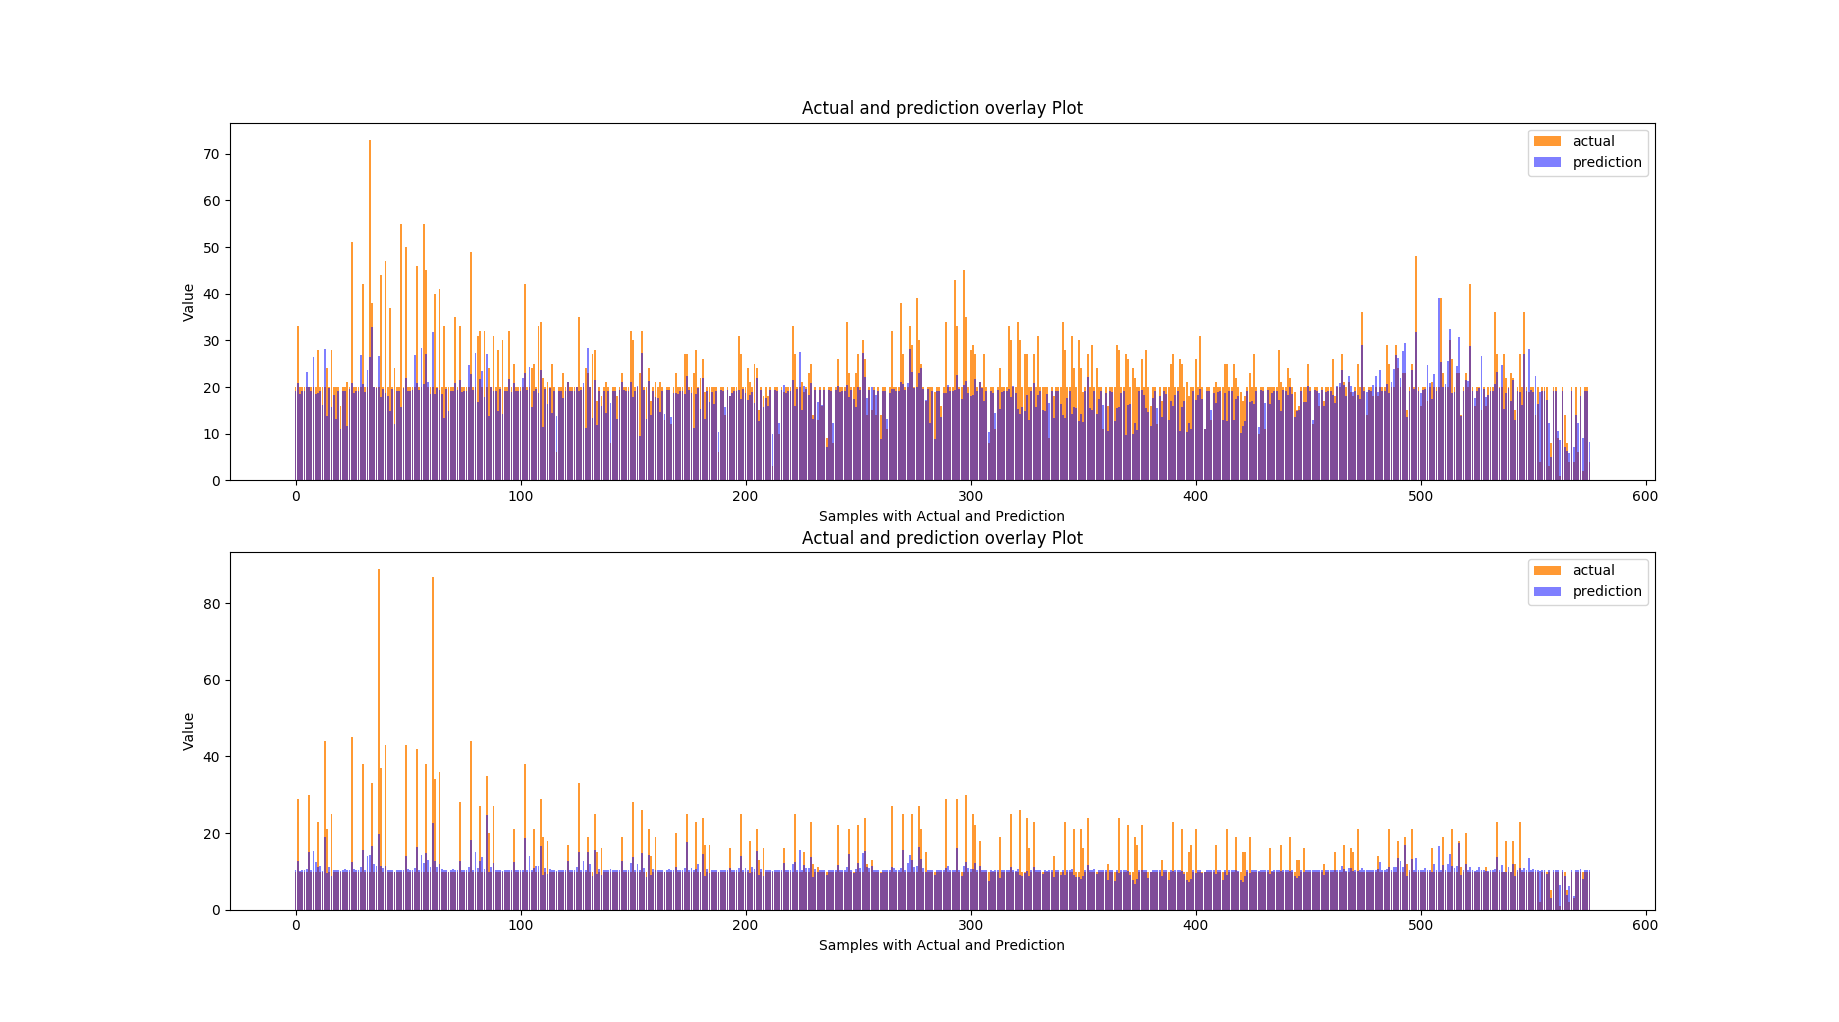 Actual and prediction overlay Plot
actual
prediction
Value
70
60
50
40
30
20
10
0
0 100 200 300 400 500 600
Samples with Actual and Prediction
Actual and prediction overlay Plot
actual
prediction
Value
80
60
40
20
0
0 100 200 300 400 500 600
Samples with Actual and Prediction